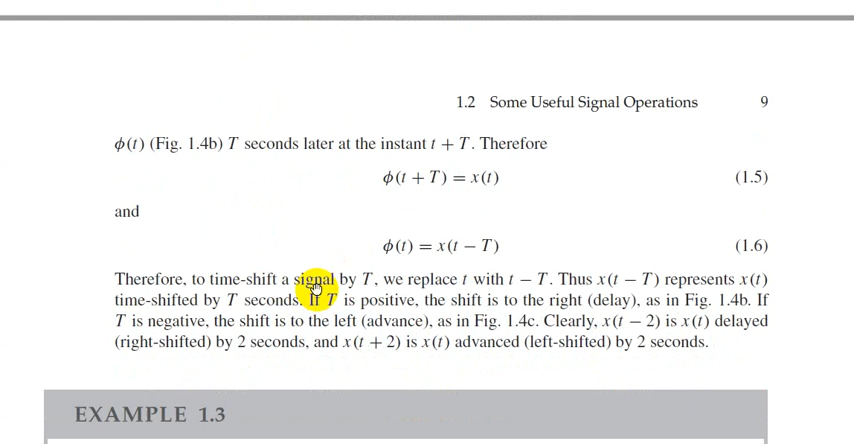 1.2 Some Useful Signal Operations 9
ϕ(t) (Fig. 1.4b) T seconds later at the instant t + T. Therefore
ϕ(t + T) = x(t) (1.5)
and
ϕ(t) = x(t − T) (1.6)
Therefore, to time-shift a signal by T, we replace t with t − T. Thus x(t − T) represents x(t)
time-shifted by T seconds. If T is positive, the shift is to the right (delay), as in Fig. 1.4b. If
T is negative, the shift is to the left (advance), as in Fig. 1.4c. Clearly, x(t − 2) is x(t) delayed
(right-shifted) by 2 seconds, and x(t + 2) is x(t) advanced (left-shifted) by 2 seconds.
EXAMPLE 1.3